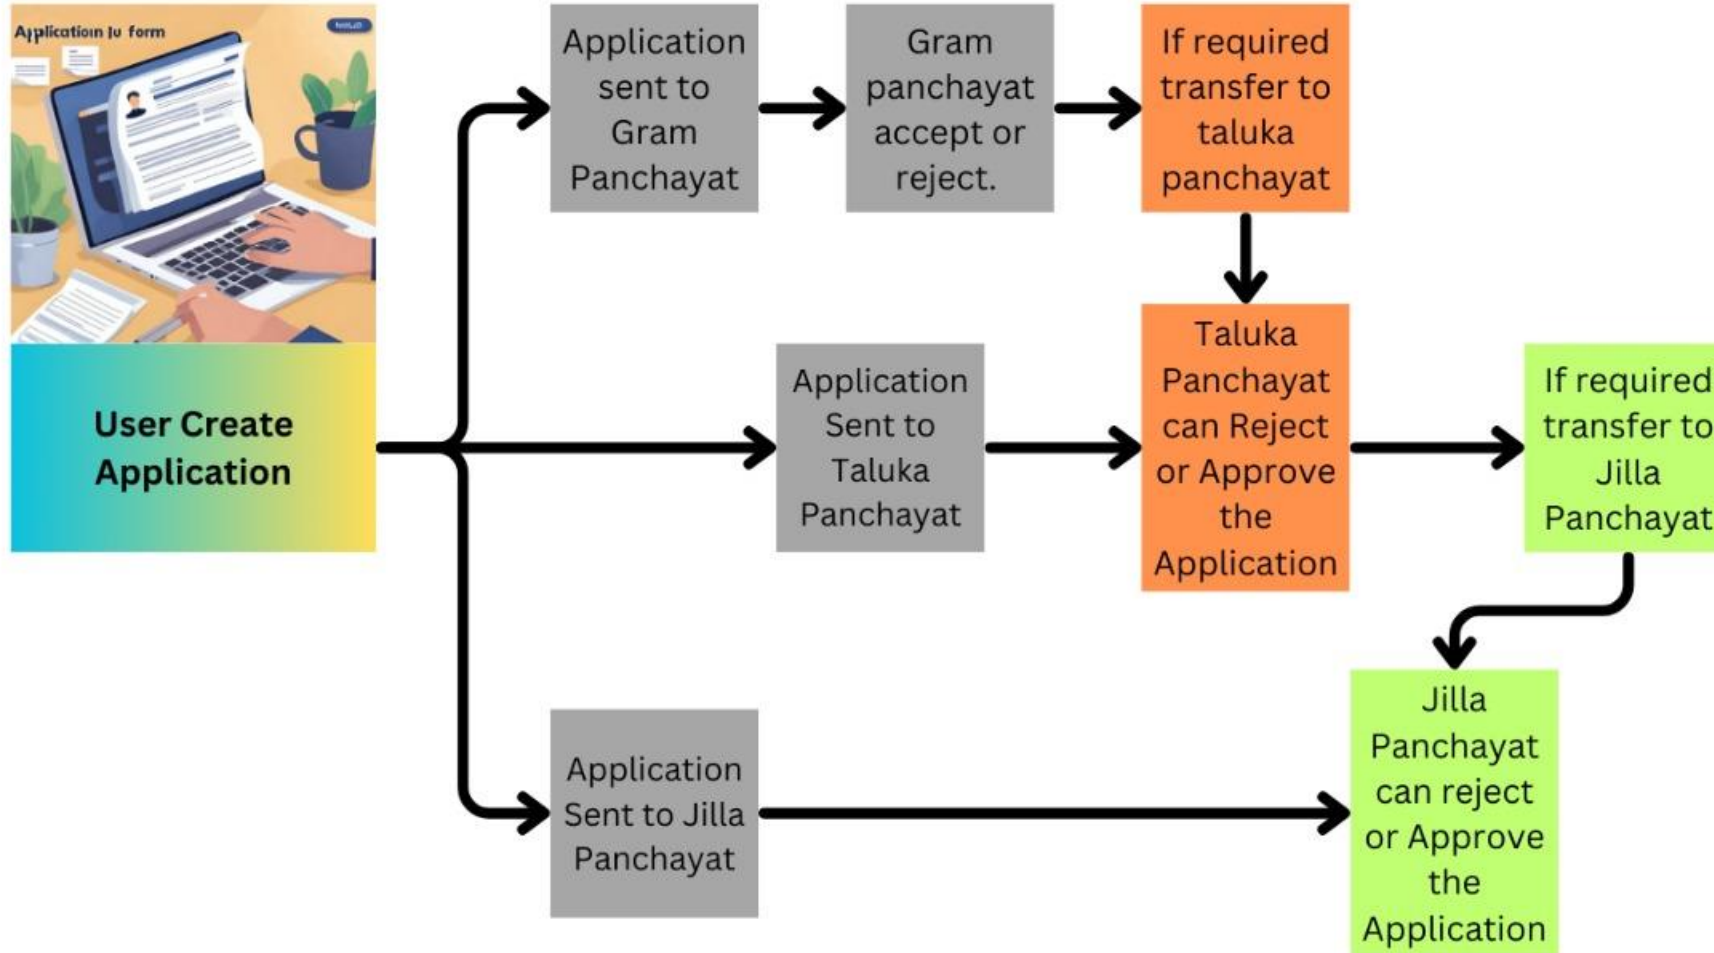 form
User Create
Application
Application
sent to
Gram
Panchayat
Gram
panchayat
accept or
reject.
If required
transfer to
taluka
panchayat
Application
Sent to
Taluka
Panchayat
Taluka
Panchayat
can Reject
or Approve
the
Application
If required
transfer to
Jilla
Panchayat
Application
Sent to Jilla
Panchayat
Jilla
Panchayat
can reject
or Approve
the
Application